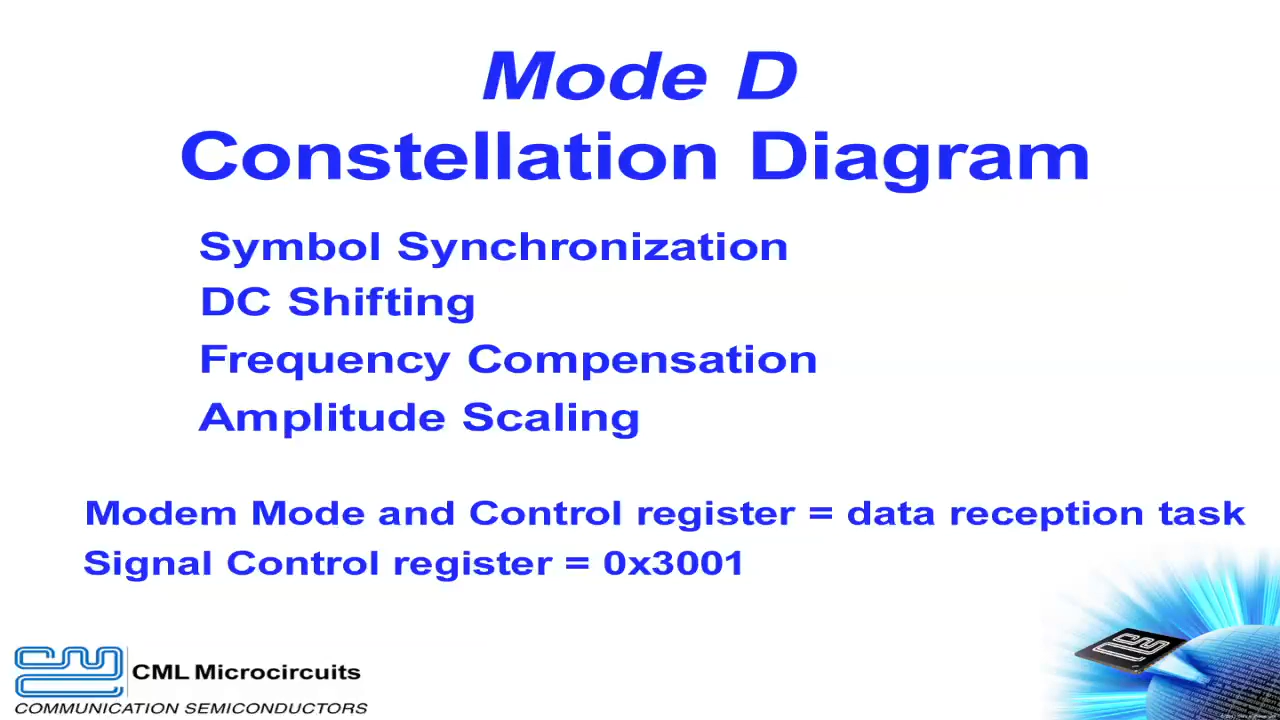 Mode D
Constellation Diagram
Symbol Synchronization
DC Shifting
Frequency Compensation
Amplitude Scaling
Modem Mode and Control register = data reception task
Signal Control register = 0x3001
CML Microcircuits
COMMUNICATION SEMICONDUCTORS